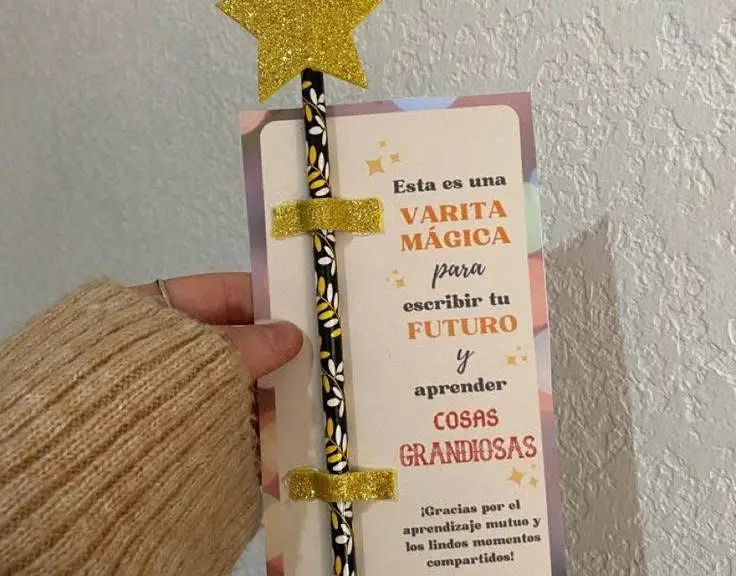 Esta es una
VARITA
MÁGICA
para
escribir tu
FUTURO
y
aprender
COSAS
GRANDIOSAS
¡Gracias por el
aprendizaje mutuo y
los lindos momentos
compartidos!